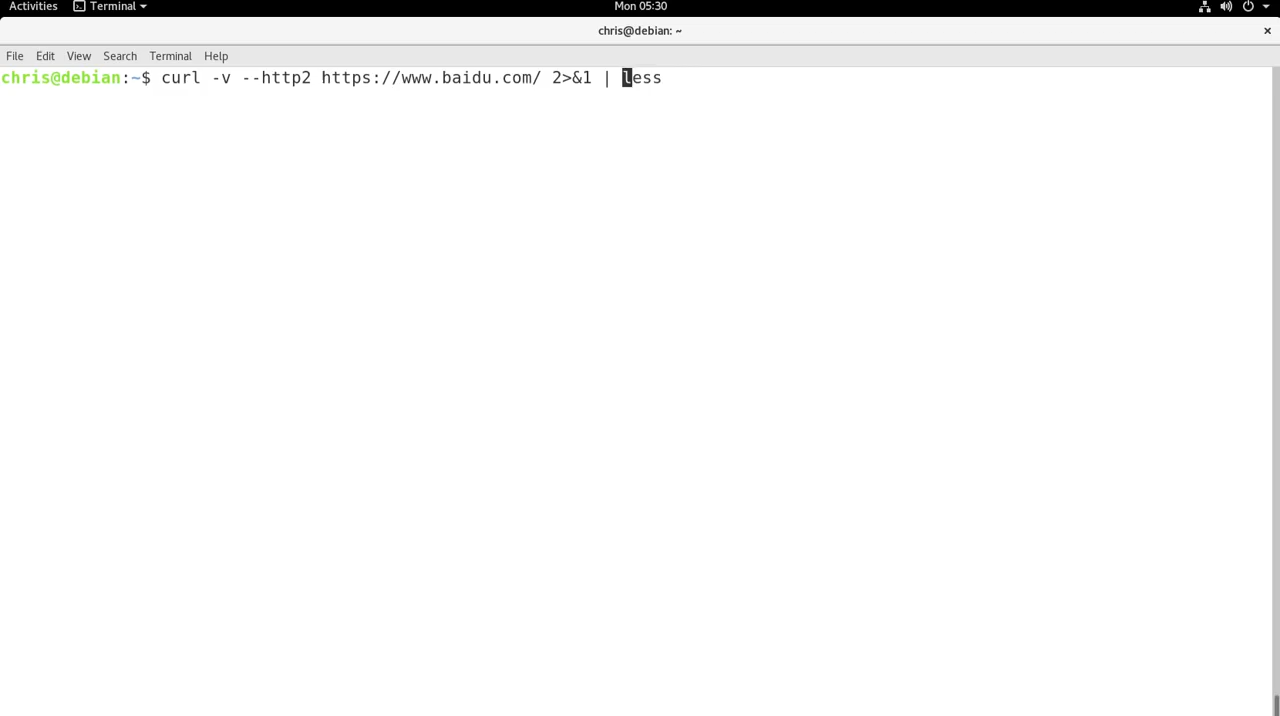 Activities Terminal Mon 05:30
chris@debian: ~ ×
File Edit View Search Terminal Help
chris@debian:~$ curl -v --http2 https://www.baidu.com/ 2>&1 | less